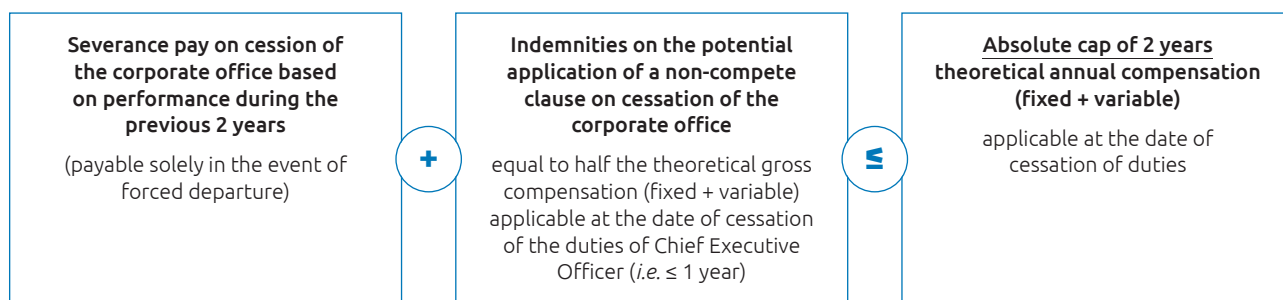 Severance pay on cession of
the corporate office based
on performance during the
previous 2 years
(payable solely in the event of
forced departure)
+
Indemnities on the potential
application of a non-compete
clause on cessation of the
corporate office
equal to half the theoretical gross
compensation (fixed + variable)
applicable at the date of cessation
of the duties of Chief Executive
Officer (i.e. ≤ 1 year)
≤
Absolute cap of 2 years
theoretical annual compensation
(fixed + variable)
applicable at the date of
cessation of duties